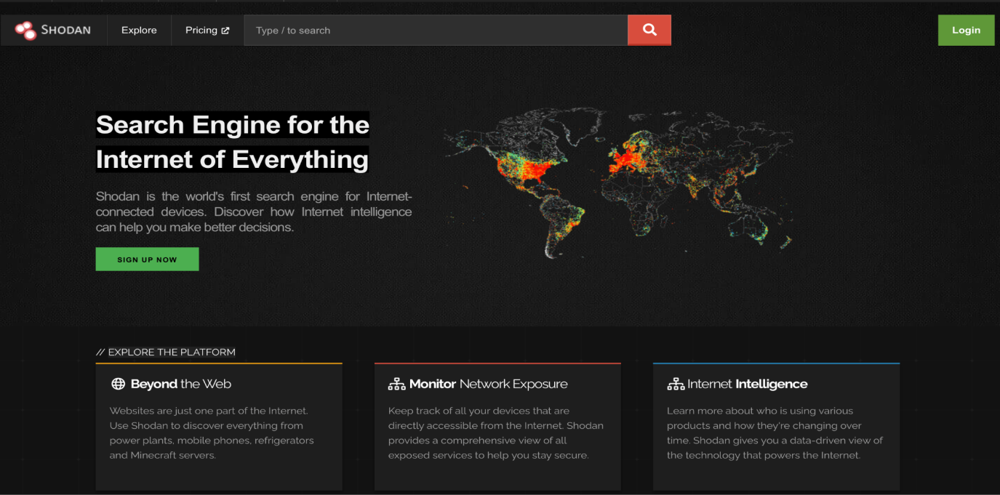 SHODAN
Explore
Pricing
Type / to search
Login
Search Engine for the
Internet of Everything
Shodan is the world's first search engine for Internet-
connected devices. Discover how Internet intelligence
can help you make better decisions.
SIGN UP NOW
// EXPLORE THE PLATFORM
Beyond the Web
Websites are just one part of the Internet.
Use Shodan to discover everything from
power plants, mobile phones, refrigerators
and Minecraft servers.
Monitor Network Exposure
Keep track of all your devices that are
directly accessible from the Internet. Shodan
provides a comprehensive view of all
exposed services to help you stay secure.
Internet Intelligence
Learn more about who is using various
products and how they're changing over
time. Shodan gives you a data-driven view of
the technology that powers the Internet.